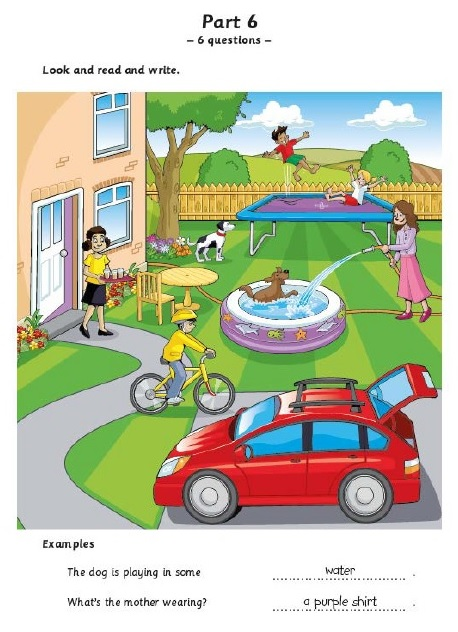 Part 6
– 6 questions –
Look and read and write.
Examples
The dog is playing in some water .
What's the mother wearing? a purple shirt .